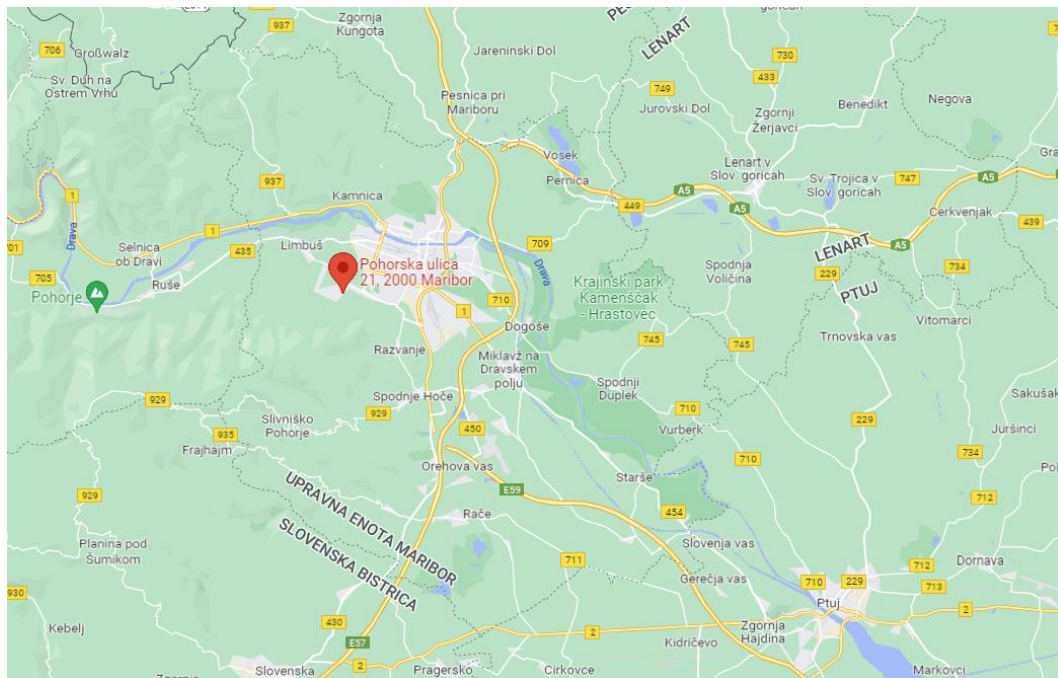 Zgornja
Kungota
937
706
Großwalz
Sv. Duh na
Ostrem Vrhu
Jareninski Dol
LENART
730
433
749
Jurovski Dol
Zgornji
Žerjavci
Benedikt
Negova
Pesnica pri
Mariboru
Vosek
Pernica
Lenart v
Slov. goricah
Sv. Trojica v
Slov. goricah
747
A5
A5
A5
A5
449
Cerkvenjak
439
937
Kamnica
1
1
Drava
701
Selnica
ob Dravi
435
Limbuš
705
Ruše
Pohorje
Pohorska ulica
21, 2000 Maribor
709
Drava
Krajinski park
Kamenščak
- Hrastovec
Spodnja
Voličina
LENART
PTUJ
229
734
Vitomarci
Trnovska vas
710
1
Dogoše
Razvanje
Miklavž na
Dravskem
polju
745
745
Spodnji
Duplek
710
Vurberk
229
Sakušak
Juršinci
929
Slivniško
Pohorje
929
Spodnje Hoče
450
935
Frajhajm
Orehova vas
710
734
E59
Starše
712
929
UPRAVNA ENOTA MARIBOR
SLOVENSKA BISTRICA
Rače
454
Planina pod
Šumikom
711
Slovenja vas
Gerečja vas
710
229
712
713
Dornava
Ptuj
2
930
Kebelj
430
E57
2
2
Zgornja
Hajdina
Kidričevo
Slovenska
Pragersko
Cirkovce
Markovci